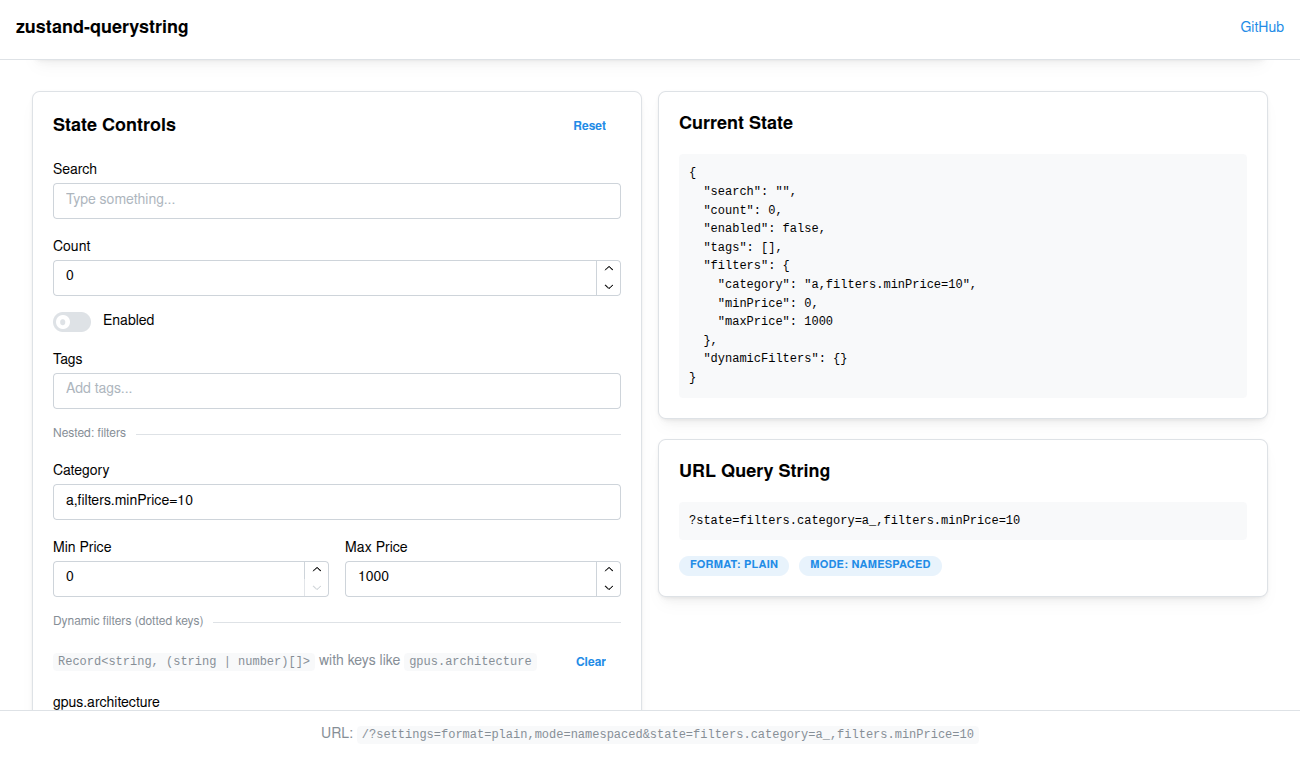 zustand-querystring
GitHub
State Controls
Reset
Search
Type something...
Count
0
Enabled
Tags
Add tags...
Nested: filters
Category
a,filters.minPrice=10
Min Price
Max Price
0
1000
Dynamic filters (dotted keys)
Record<string, (string | number)[]> with keys like gpus.architecture
Clear
gpus.architecture
Current State
{
  "search": "",
  "count": 0,
  "enabled": false,
  "tags": [],
  "filters": {
    "category": "a,filters.minPrice=10",
    "minPrice": 0,
    "maxPrice": 1000
  },
  "dynamicFilters": {}
}
URL Query String
?state=filters.category=a_,filters.minPrice=10
FORMAT: PLAIN
MODE: NAMESPACED
URL: /?settings=format=plain,mode=namespaced&state=filters.category=a_,filters.minPrice=10